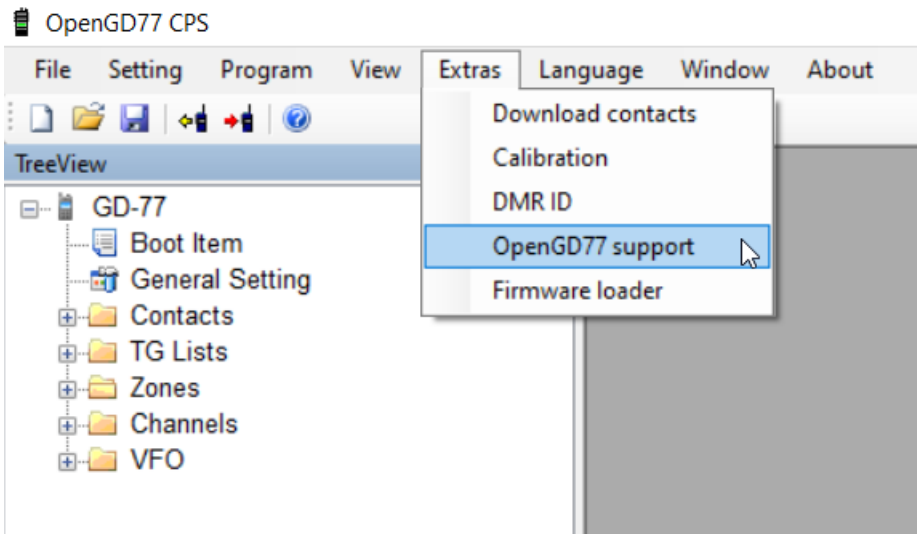 OpenGD77 CPS
File Setting Program View Extras Language Window About
Download contacts
TreeView
Calibration
GD-77
DMR ID
Boot Item
OpenGD77 support
General Setting
Firmware loader
Contacts
TG Lists
Zones
Channels
VFO